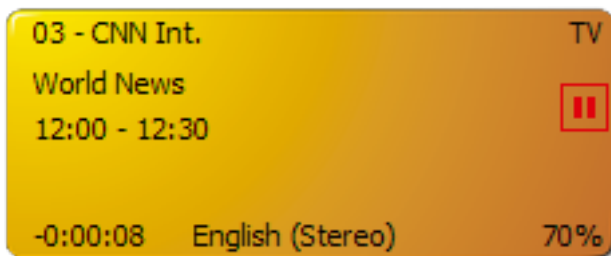 03 - CNN Int. TV
World News
12:00 - 12:30
-0:00:08 English (Stereo) 70%